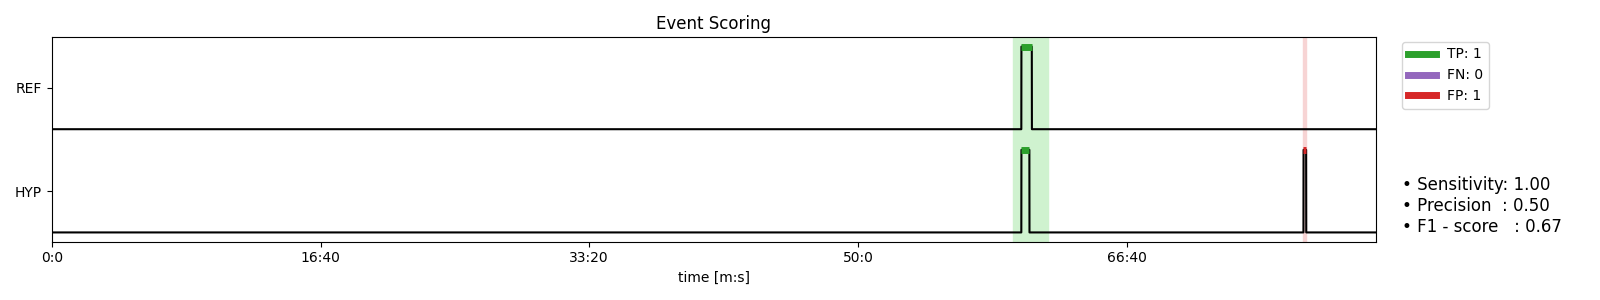 Event Scoring
REF
HYP
0:0
16:40
33:20
50:0
66:40
time [m:s]
TP: 1
FN: 0
FP: 1
• Sensitivity: 1.00
• Precision : 0.50
• F1 - score : 0.67